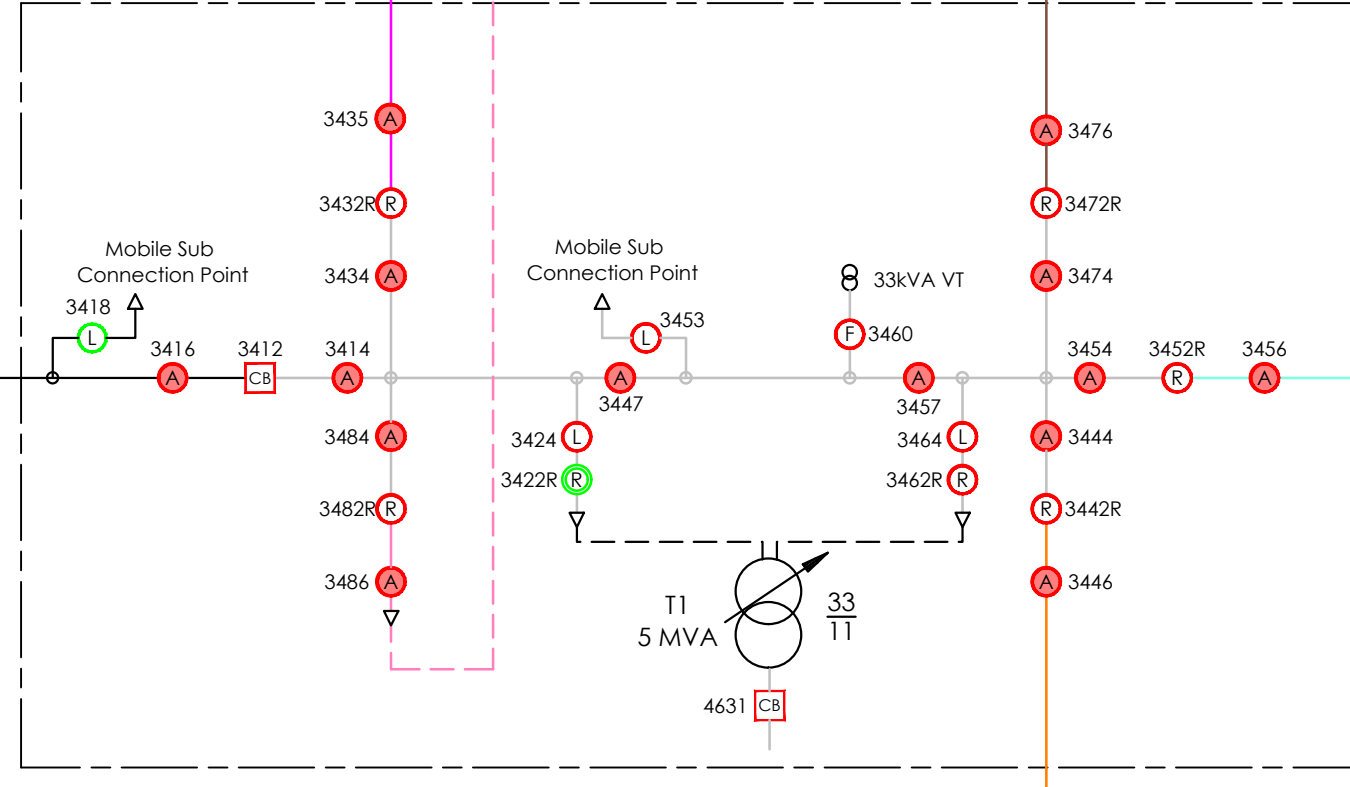 3435
A
A
3476
3432R
R
R
3472R
Mobile Sub
Connection Point
3434
A
Mobile Sub
Connection Point
33kVA VT
A
3474
3418
L
3453
L
F
3460
3416
A
3412
CB
3414
A
A
3447
A
3457
3454
A
3452R
R
3456
A
3484
A
3424
L
3464
L
A
3444
3422R
R
3462R
R
3482R
R
R
3442R
3486
A
A
3446
T1
5 MVA
33
11
4631
CB